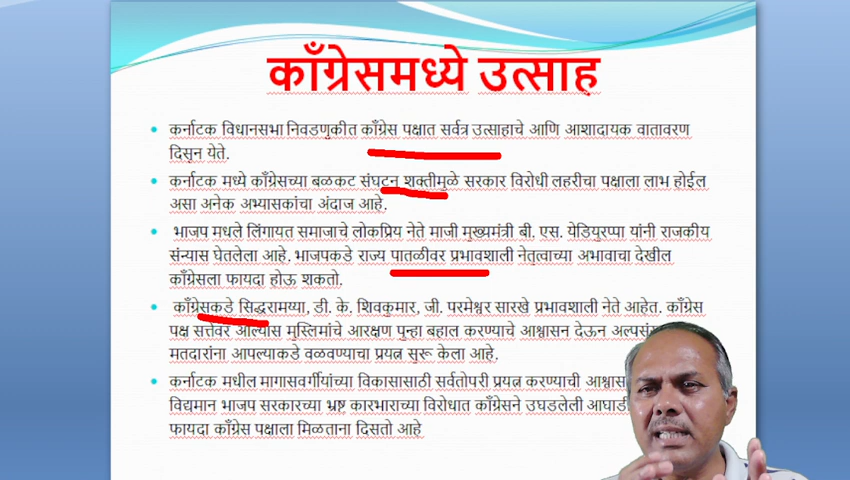 काँग्रेसमध्ये उत्साह
कर्नाटक विधानसभा निवडणुकीत काँग्रेस पक्षात सर्वत्र उत्साहाचे आणि आशादायक वातावरण
दिसून येते.
कर्नाटक मध्ये काँग्रेसच्या बळकट संघटन शक्तीमुळे सरकार विरोधी लहरीचा पक्षाला लाभ होईल
असा अनेक अभ्यासकांचा अंदाज आहे.
भाजप मधले लिंगायत समाजाचे लोकप्रिय नेते माजी मुख्यमंत्री बी. एस. येडियुरप्पा यांनी राजकीय
संन्यास घेतलेला आहे. भाजपकडे राज्य पातळीवर प्रभावशाली नेतृत्वाच्या अभावाचा देखील
काँग्रेसला फायदा होऊ शकतो.
काँग्रेसकडे सिद्धरामय्या, डी. के. शिवकुमार, जी. परमेश्वर सारखे प्रभावशाली नेते आहेत. काँग्रेस
पक्ष सत्तेवर आल्यास मुस्लिमांचे आरक्षण पुन्हा बहाल करण्याचे आश्वासन देऊन
मतदारांना आपल्याकडे वळवण्याचा प्रयत्न सुरू केला आहे.
कर्नाटक मधील मागासवर्गीयांच्या विकासासाठी सर्वतोपरी प्रयत्न करण्याची
विद्यमान भाजप सरकारच्या भ्रष्ट कारभाराच्या विरोधात काँग्रेसने उघडलेली आघाडी
फायदा काँग्रेस पक्षाला मिळताना दिसतो आहे